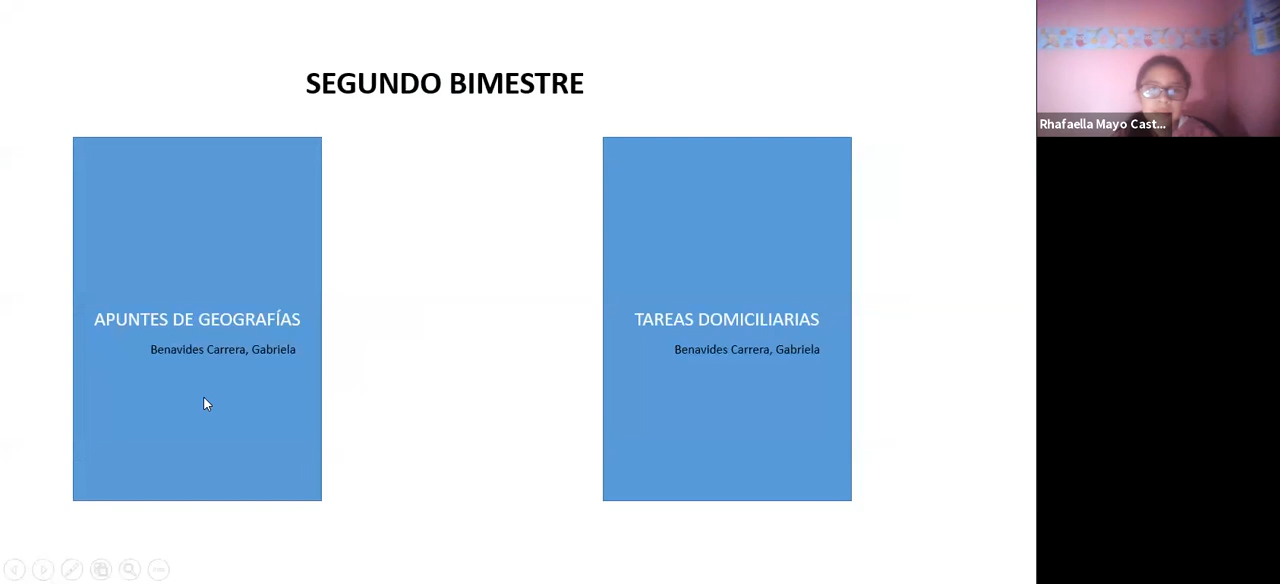 SEGUNDO BIMESTRE
APUNTES DE GEOGRAFÍAS
Benavides Carrera, Gabriela
TAREAS DOMICILIARIAS
Benavides Carrera, Gabriela
Rhafaella Mayo Cast...